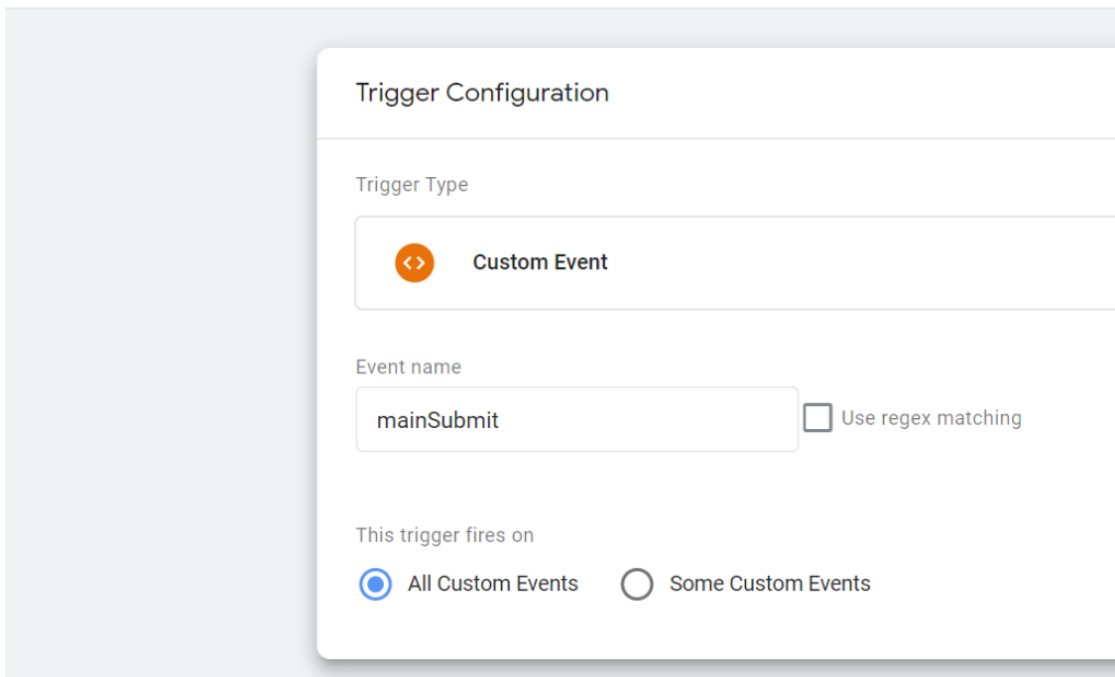 Trigger Configuration
Trigger Type
Custom Event
Event name
mainSubmit Use regex matching
This trigger fires on
All Custom Events Some Custom Events